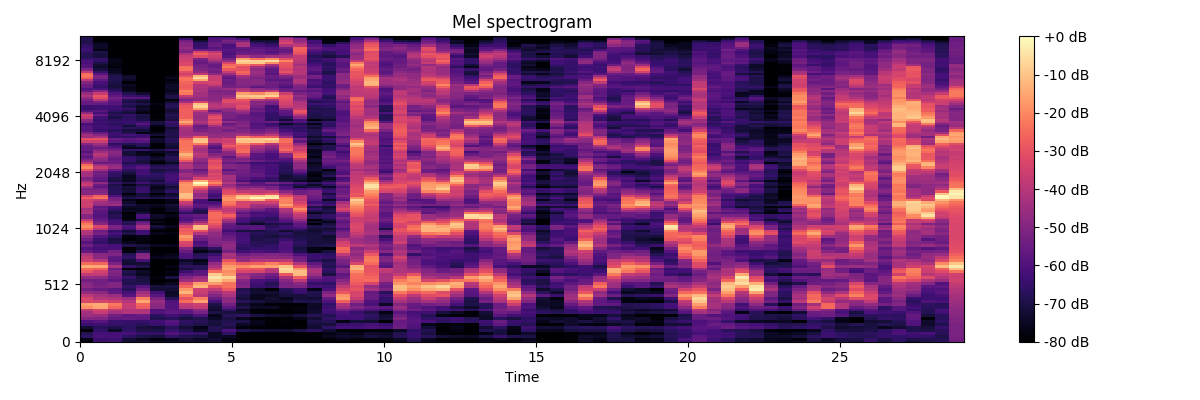 Mel spectrogram
8192
4096
2048
1024
512
0
Hz
0 5 10 15 20 25
Time
+0 dB
-10 dB
-20 dB
-30 dB
-40 dB
-50 dB
-60 dB
-70 dB
-80 dB